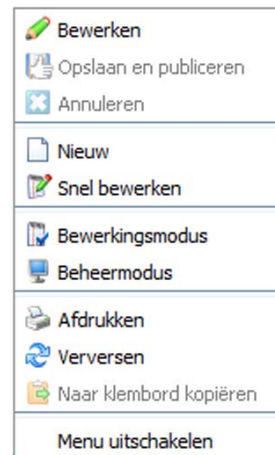 Bewerken
Opslaan en publiceren
Annuleren
Nieuw
Snel bewerken
Bewerkingsmodus
Beheermodus
Afdrukken
Verversen
Naar klembord kopiëren
Menu uitschakelen